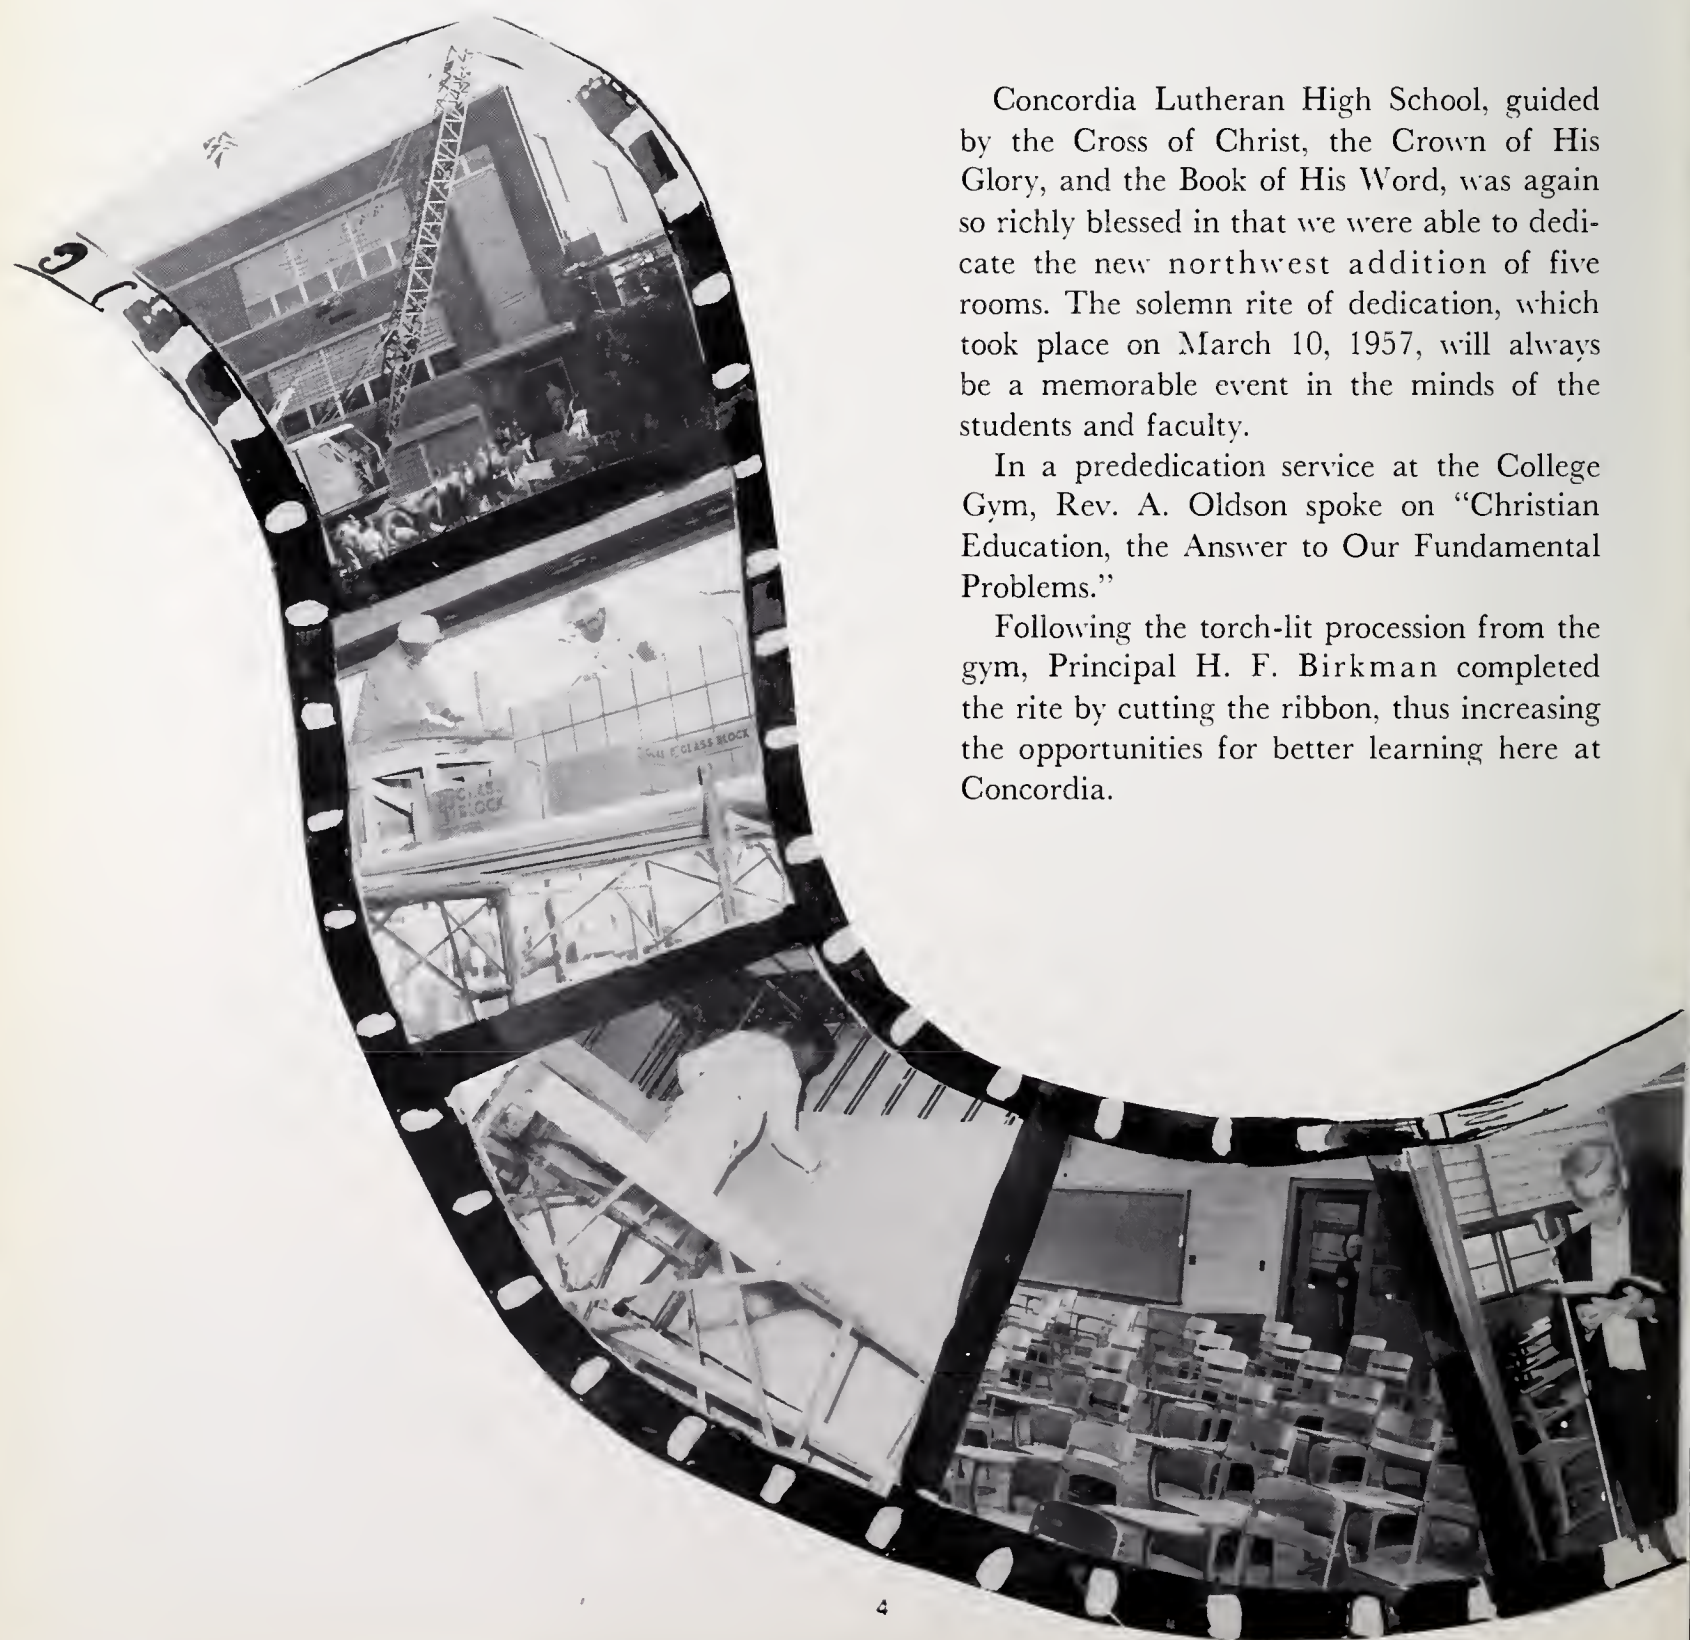 Concordia Lutheran High School, guided
by the Cross of Christ, the Crown of His
Glory, and the Book of His Word, was again
so richly blessed in that we were able to dedi-
cate the new northwest addition of five
rooms. The solemn rite of dedication, which
took place on March 10, 1957, will always
be a memorable event in the minds of the
students and faculty.
In a prededication service at the College
Gym, Rev. A. Oldson spoke on “Christian
Education, the Answer to Our Fundamental
Problems.”
Following the torch-lit procession from the
gym, Principal H. F. Birkman completed
the rite by cutting the ribbon, thus increasing
the opportunities for better learning here at
Concordia.
GLASS BLOCK
BLOCK
4